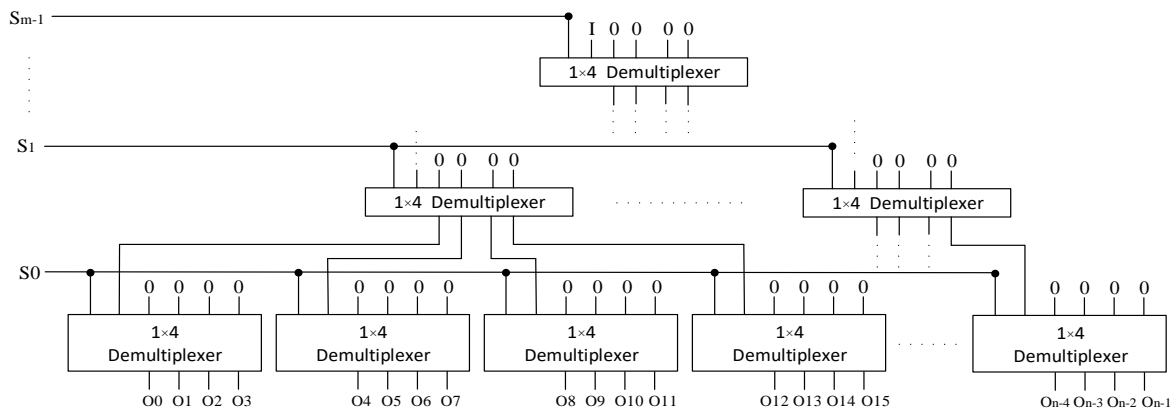 Sm-1
I 0 0 0 0
1×4 Demultiplexer
S1
0 0 0 0
0 0 0 0
1×4 Demultiplexer
1×4 Demultiplexer
S0
0 0 0 0
0 0 0 0
0 0 0 0
0 0 0 0
0 0 0 0
1×4
Demultiplexer
1×4
Demultiplexer
1×4
Demultiplexer
1×4
Demultiplexer
1×4
Demultiplexer
O0 O1 O2 O3
O4 O5 O6 O7
O8 O9 O10 O11
O12 O13 O14 O15
On-4 On-3 On-2 On-1